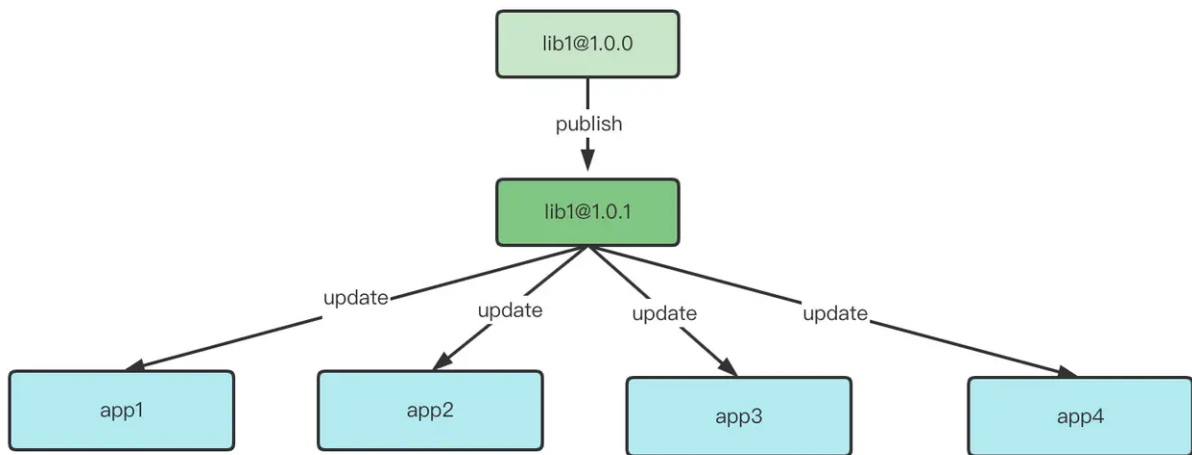 lib1@1.0.0
publish
lib1@1.0.1
update
update
update
update
app1
app2
app3
app4